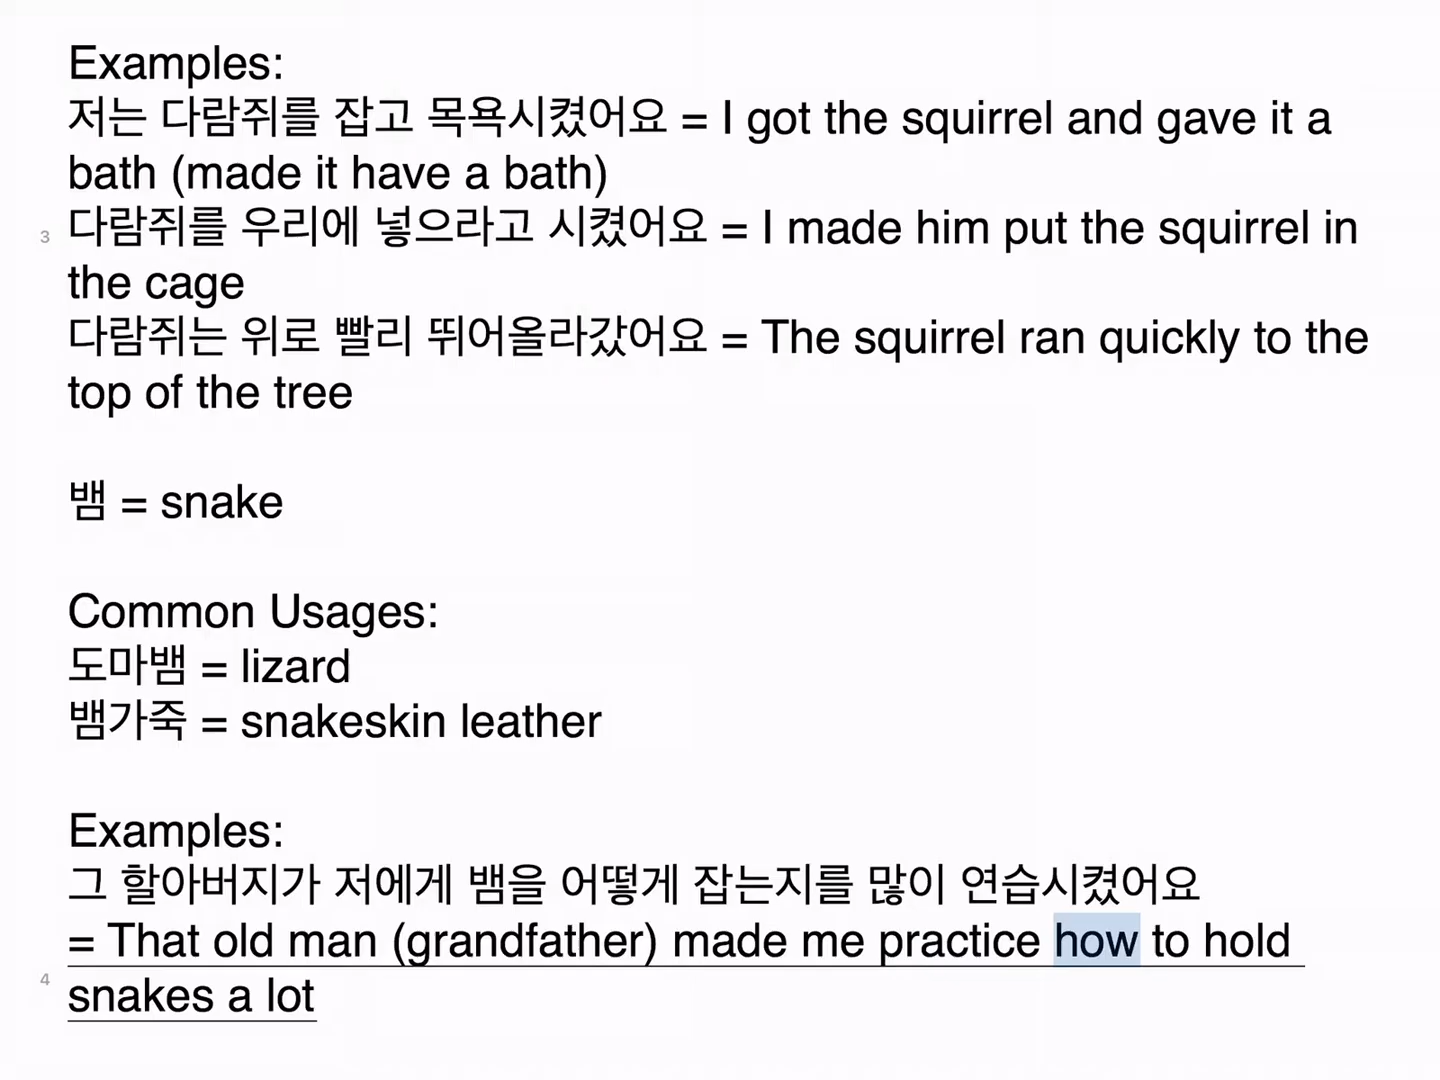 Examples:
저는 다람쥐를 잡고 목욕시켰어요 = I got the squirrel and gave it a
bath (made it have a bath)
3 다람쥐를 우리에 넣으라고 시켰어요 = I made him put the squirrel in
the cage
다람쥐는 위로 빨리 뛰어올라갔어요 = The squirrel ran quickly to the
top of the tree
뱀 = snake
Common Usages:
도마뱀 = lizard
뱀가죽 = snakeskin leather
Examples:
그 할아버지가 저에게 뱀을 어떻게 잡는지를 많이 연습시켰어요
= That old man (grandfather) made me practice how to hold
4 snakes a lot